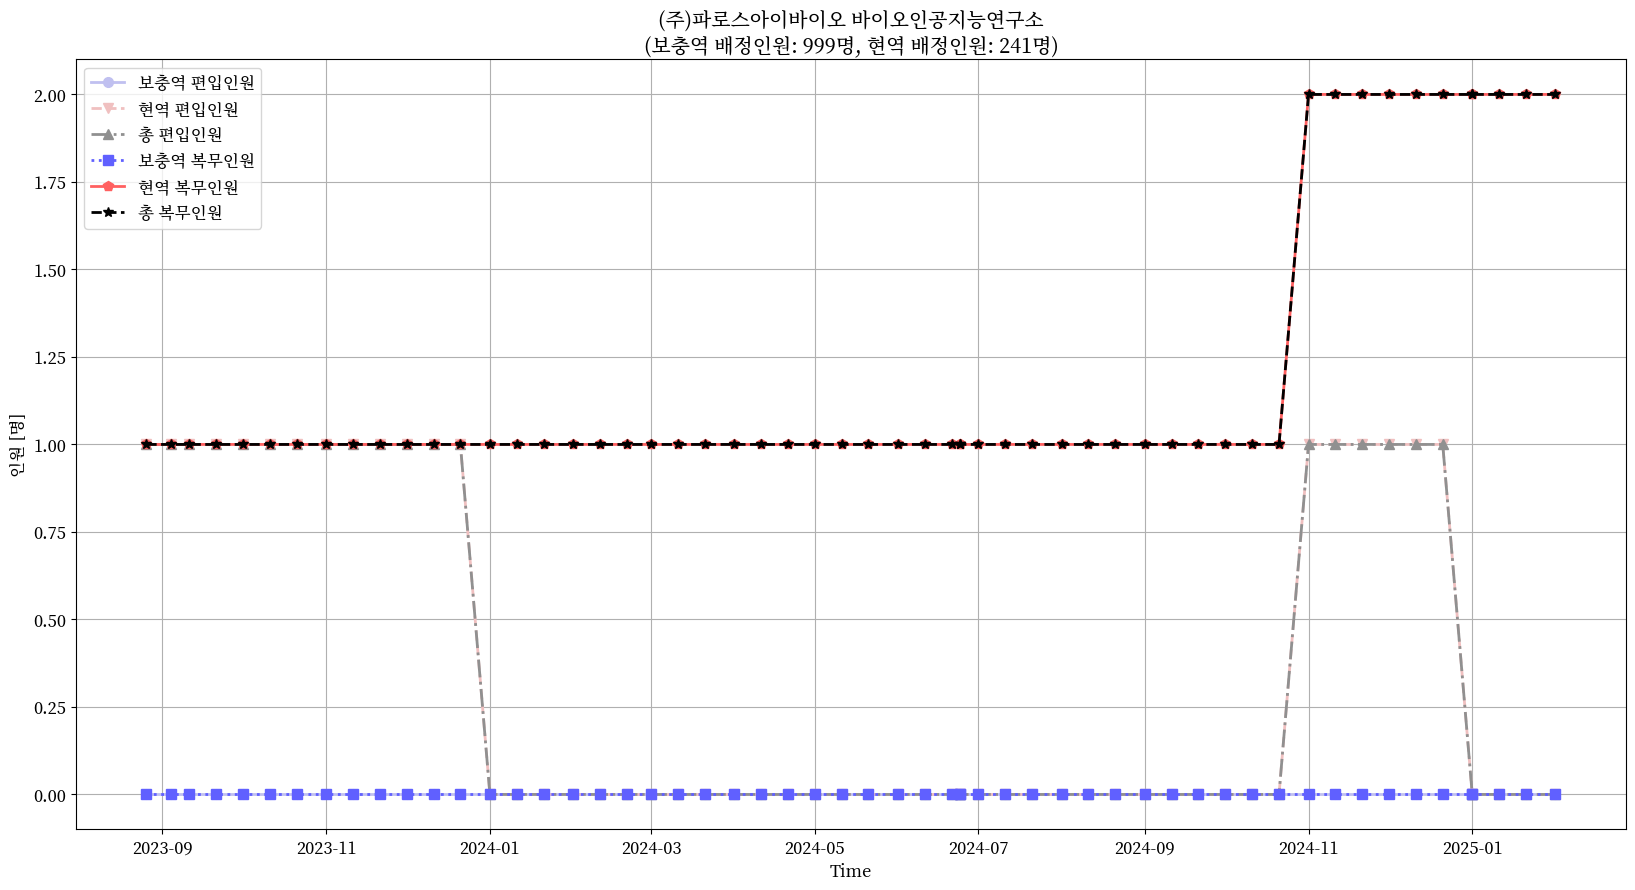 (주)파로스아이바이오 바이오인공지능연구소
(보충역 배정인원: 999명, 현역 배정인원: 241명)
보충역 편입인원
현역 편입인원
총 편입인원
보충역 복무인원
현역 복무인원
총 복무인원
인원 [명]
2.00
1.75
1.50
1.25
1.00
0.75
0.50
0.25
0.00
2023-09 2023-11 2024-01 2024-03 2024-05 2024-07 2024-09 2024-11 2025-01
Time